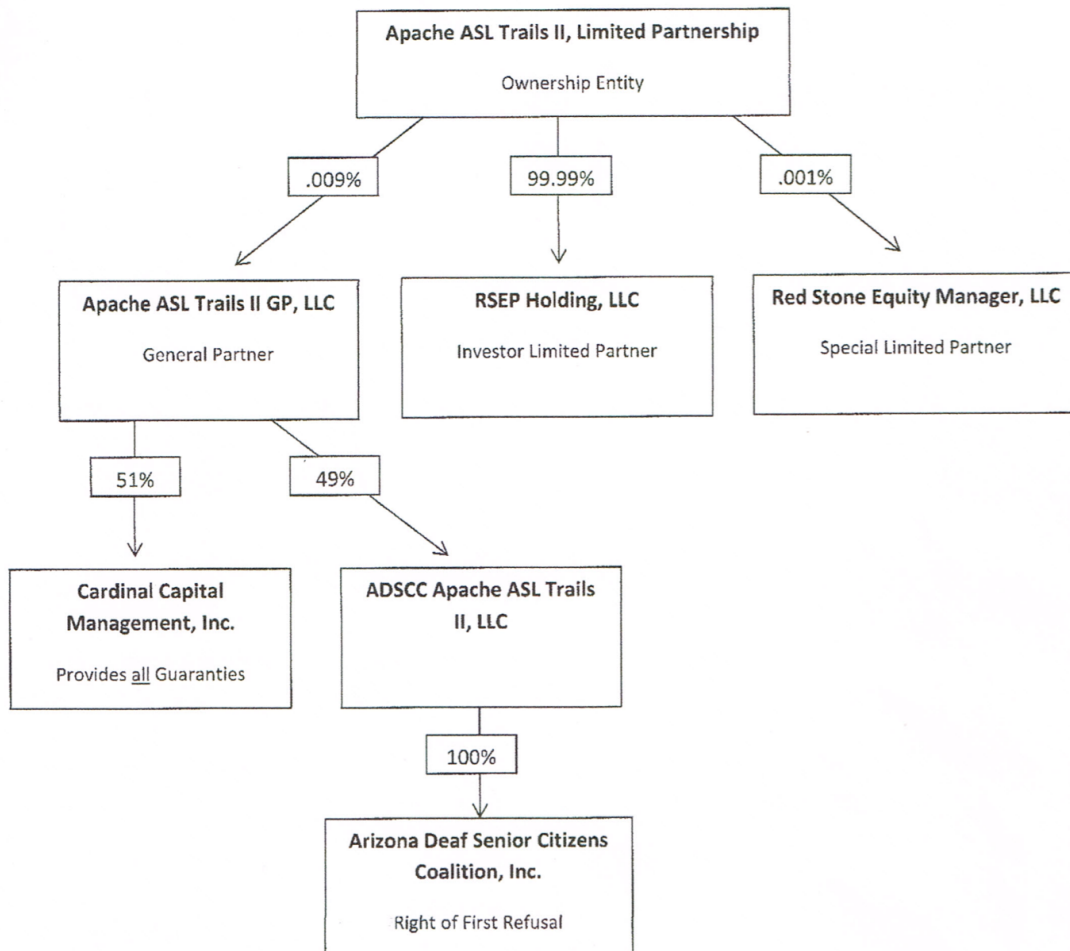 Apache ASL Trails II, Limited Partnership
Ownership Entity
.009%
99.99%
.001%
Apache ASL Trails II GP, LLC
General Partner
RSEP Holding, LLC
Investor Limited Partner
Red Stone Equity Manager, LLC
Special Limited Partner
51%
49%
Cardinal Capital
Management, Inc.
Provides all Guaranties
ADSCC Apache ASL Trails
II, LLC
100%
Arizona Deaf Senior Citizens
Coalition, Inc.
Right of First Refusal